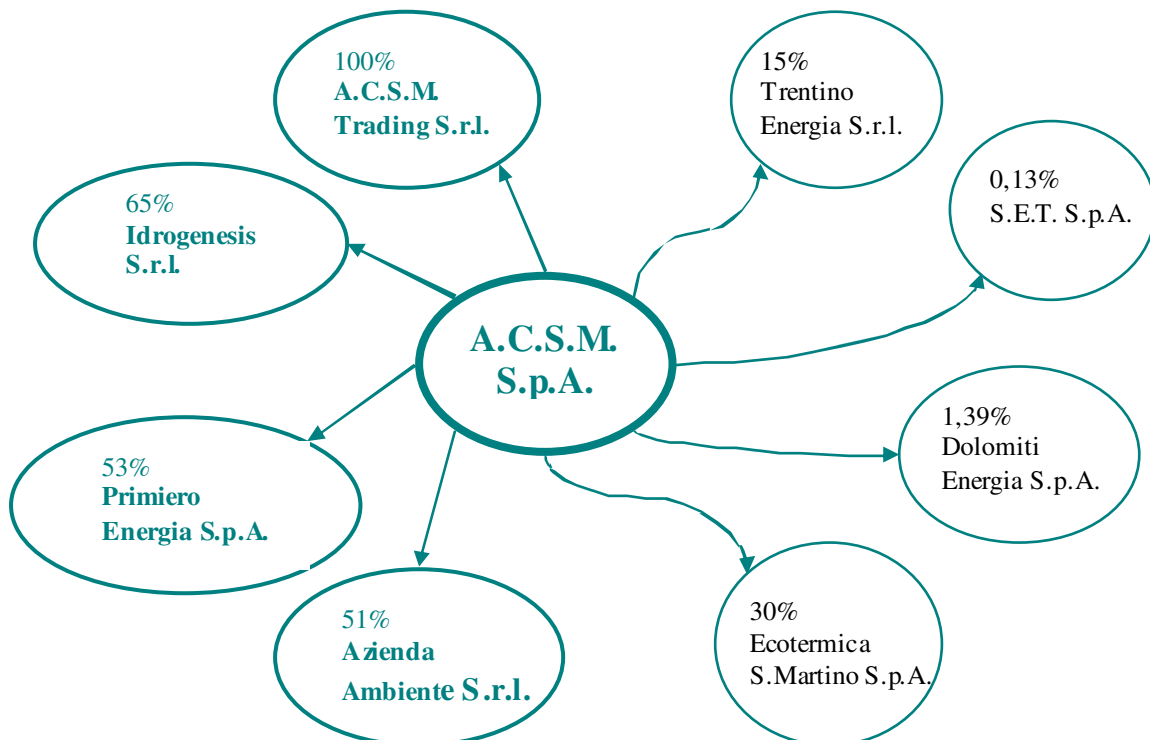 100%
A.C.S.M.
Trading S.r.l.
15%
Trentino
Energia S.r.l.
0,13%
S.E.T. S.p.A.
65%
Idrogenesis
S.r.l.
A.C.S.M.
S.p.A.
1,39%
Dolomiti
Energia S.p.A.
53%
Primiero
Energia S.p.A.
51%
Azienda
Ambiente S.r.l.
30%
Ecotermica
S.Martino S.p.A.